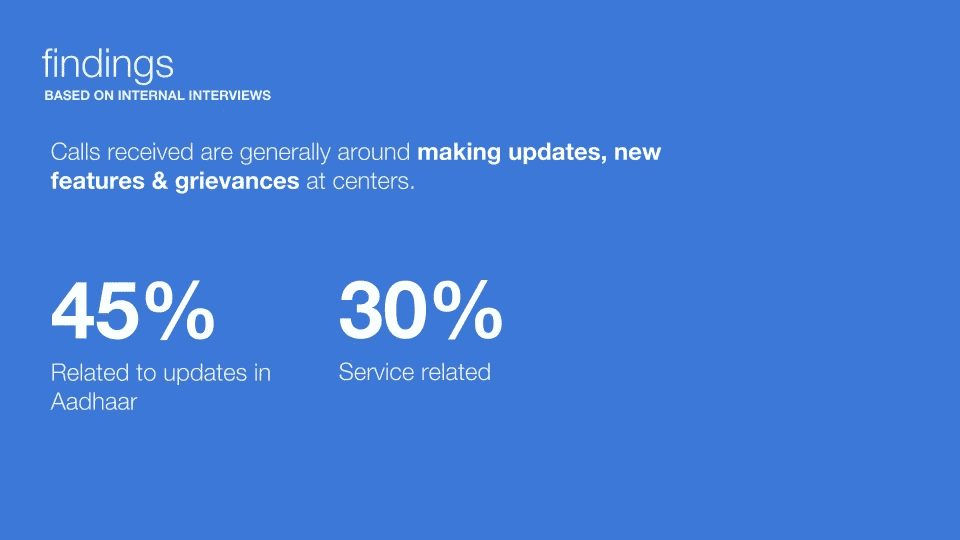 findings
BASED ON INTERNAL INTERVIEWS
Calls received are generally around making updates, new
features & grievances at centers.
45%
Related to updates in
Aadhaar
30%
Service related